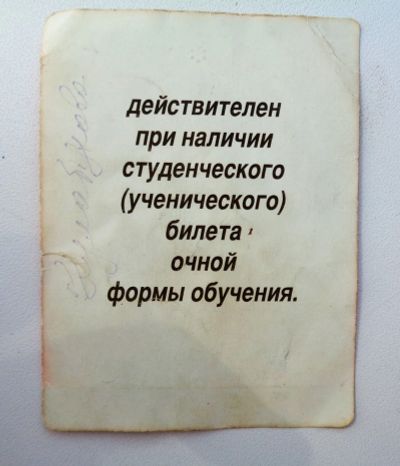 действителен
при наличии
студенческого
(ученического)
билета
очной
формы обучения.